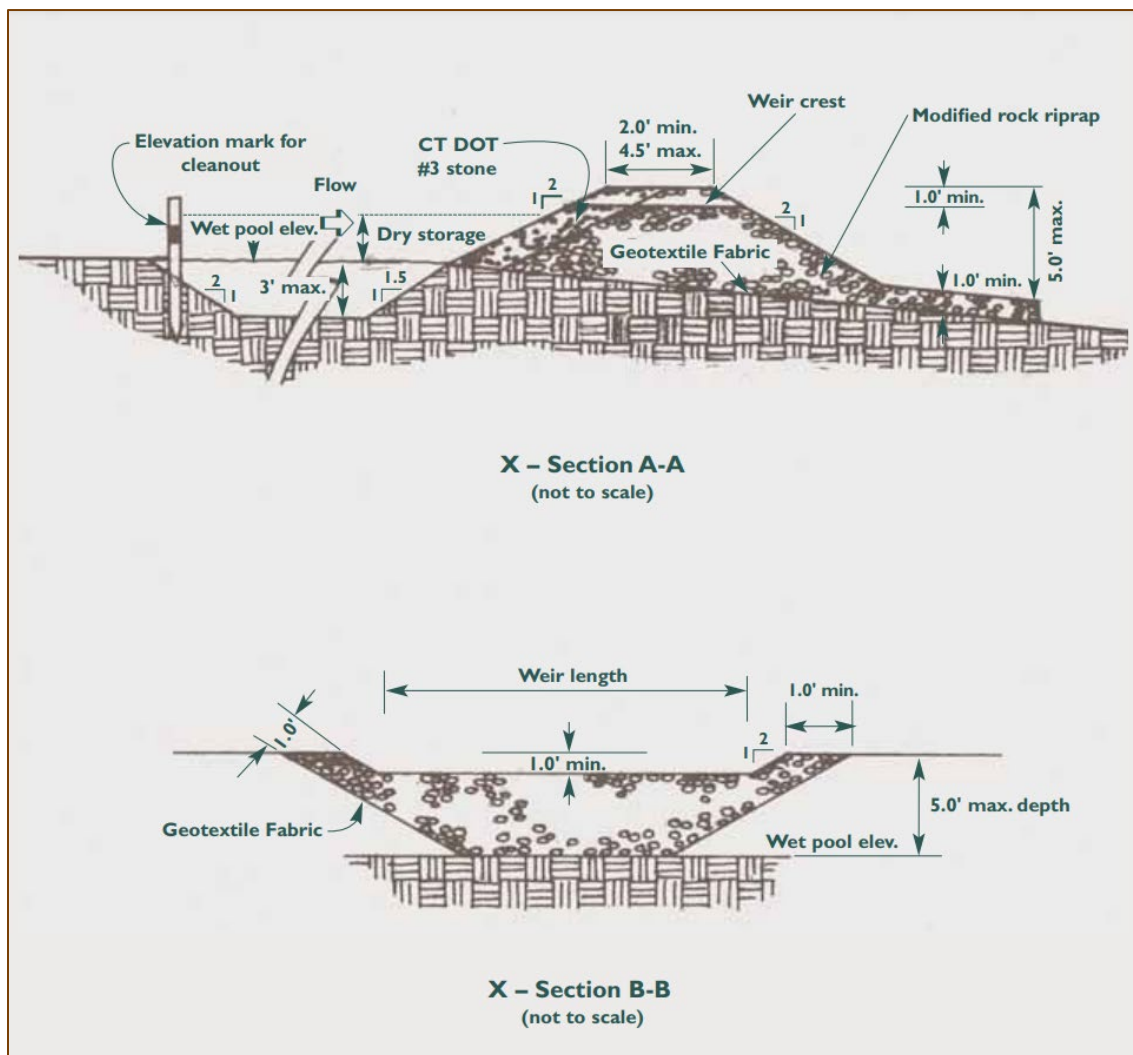 Weir crest
Modified rock riprap
2.0' min.
4.5' max.
Elevation mark for
cleanout
CT DOT
#3 stone
Flow
2
1
1.0' min.
5.0' max.
Wet pool elev.
Dry storage
2
1
Geotextile Fabric
2
1
3' max.
1.5
1
1.0' min.
X – Section A-A
(not to scale)
Weir length
1.0' min.
1.0'
2
1
1.0' min.
5.0' max. depth
Geotextile Fabric
Wet pool elev.
X – Section B-B
(not to scale)